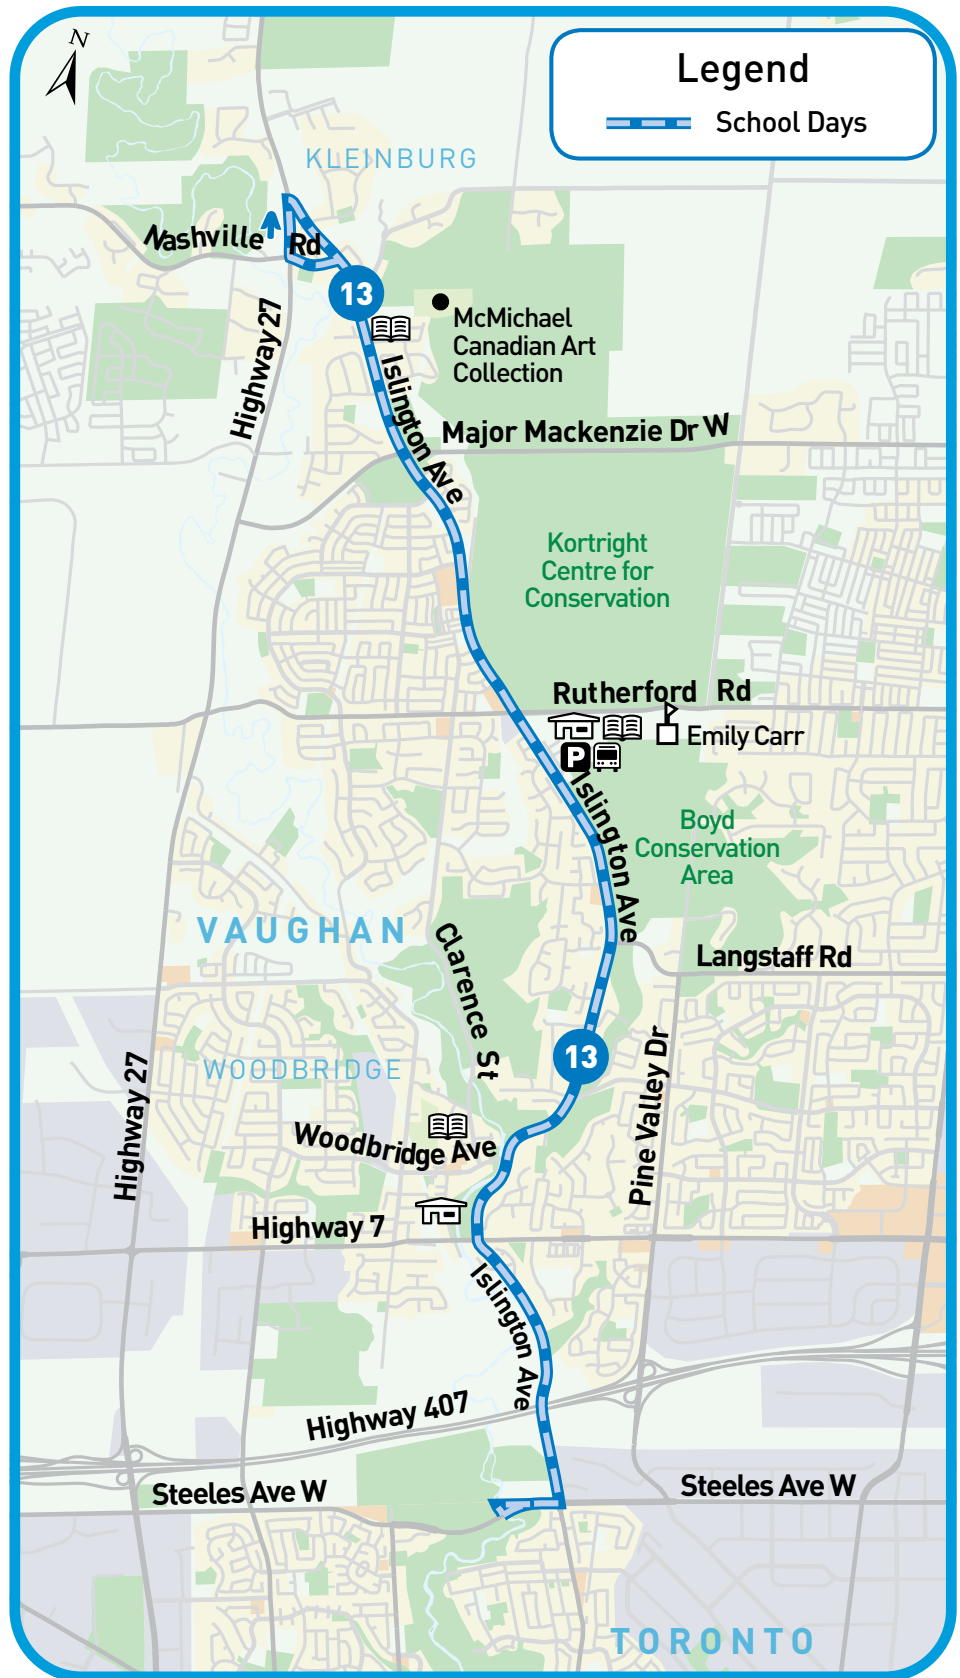 N
Legend
School Days
KLEINBURG
Nashville Rd
13
McMichael
Canadian Art
Collection
Highway 27
Islington Ave
Major Mackenzie Dr W
Kortright
Centre for
Conservation
Rutherford Rd
Emily Carr
P
Islington Ave
Boyd
Conservation
Area
VAUGHAN
Clarence St
Langstaff Rd
13
WOODBRIDGE
Highway 27
Pine Valley Dr
Woodbridge Ave
Highway 7
Islington Ave
Highway 407
Steeles Ave W
Steeles Ave W
TORONTO